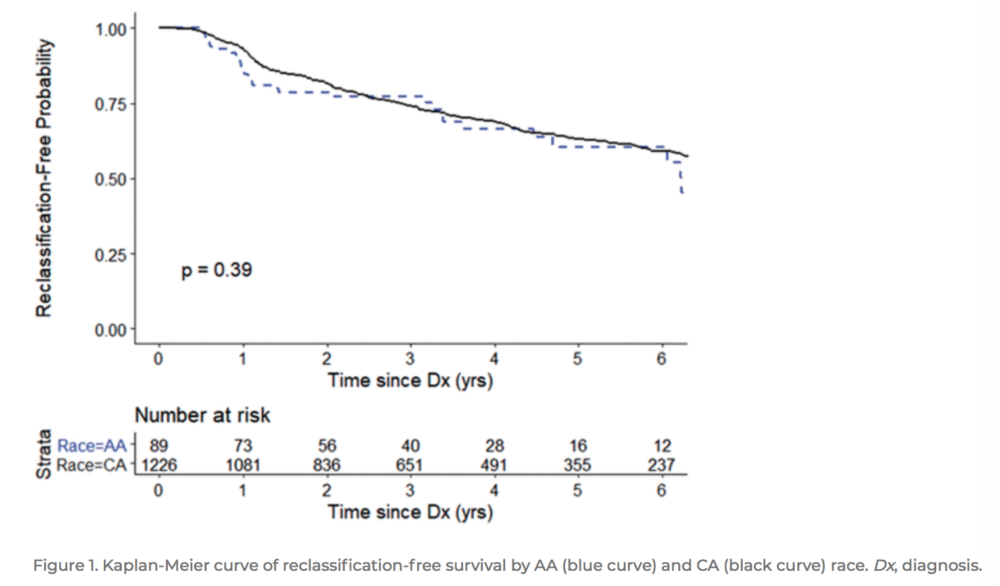 Reclassification-Free Probability
1.00
0.75
0.50
0.25
0.00
p = 0.39
0 1 2 3 4 5 6
Time since Dx (yrs)
Number at risk
Strata
Race=AA 89 73 56 40 28 16 12
Race=CA 1226 1081 836 651 491 355 237
0 1 2 3 4 5 6
Time since Dx (yrs)
Figure 1. Kaplan-Meier curve of reclassification-free survival by AA (blue curve) and CA (black curve) race. Dx, diagnosis.